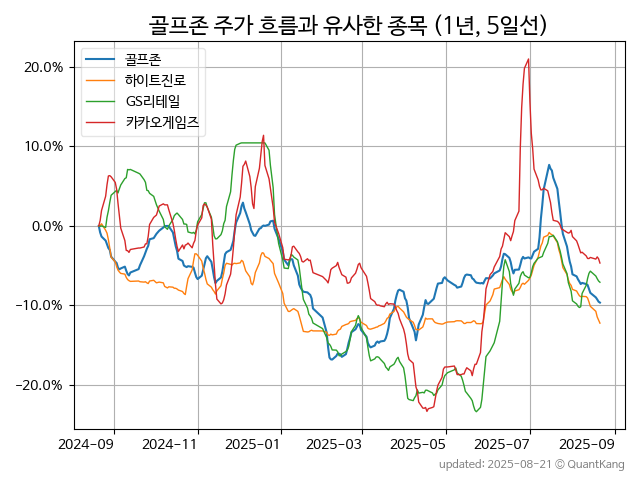 골프존 주가 흐름과 유사한 종목 (1년, 5일선)
골프존
하이트진로
GS리테일
카카오게임즈
20.0%
10.0%
0.0%
−10.0%
−20.0%
2024-09 2024-11 2025-01 2025-03 2025-05 2025-07 2025-09
updated: 2025-08-21 © QuantKang